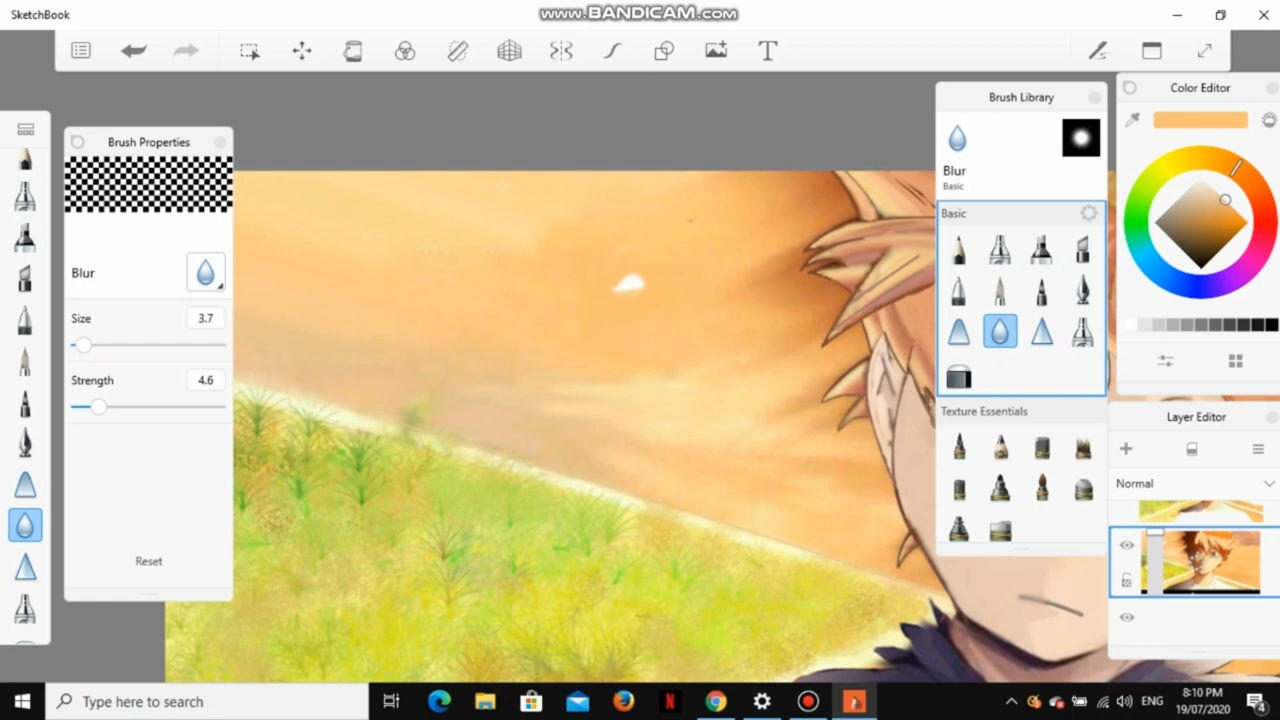 SketchBook
www.BANDICAM.com
T
Brush Properties
Blur
Size
3.7
Strength
4.6
Reset
Brush Library
Blur
Basic
Basic
Texture Essentials
Color Editor
Layer Editor
Normal
Type here to search
N
ENG
8:10 PM
19/07/2020
4